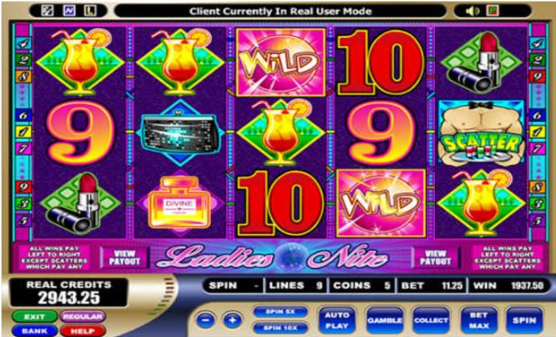 Client Currently In Real User Mode
WILD
10
9
SCATTER
DIVINE
10
WILD
ALL WINS PAY
LEFT TO RIGHT
EXCEPT SCATTERS
WHICH PAY ANY
VIEW
PAYOUT
Ladies Nite
VIEW
PAYOUT
ALL WINS PAY
LEFT TO RIGHT
EXCEPT SCATTERS
WHICH PAY ANY
REAL CREDITS
2943.25
SPIN - LINES 9 COINS 5 BET 11.25 WIN 1937.50
EXIT REGULAR
BANK HELP
SPIN 5X
SPIN 10X
AUTO
PLAY
GAMBLE
COLLECT
BET
MAX
SPIN